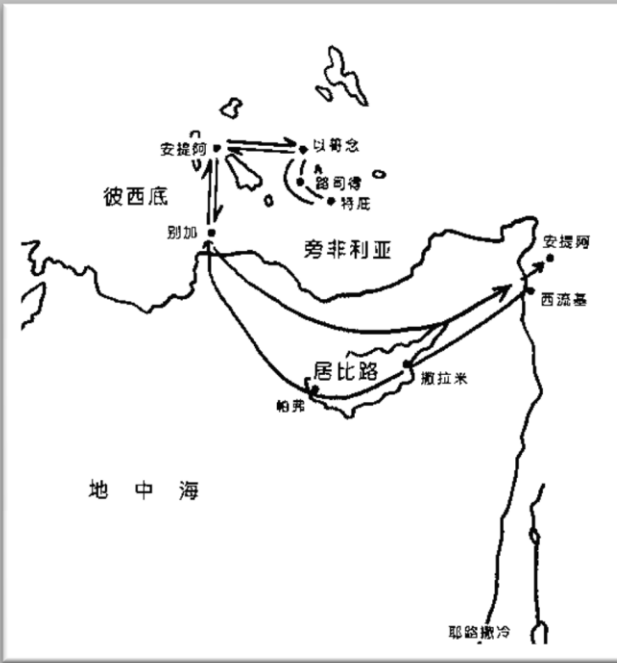 安提阿
以哥念
路司得
特底
彼西底
别加
旁非利亚
安提阿
西流基
居比路
撒拉米
帕弗
地中海
耶路撒冷